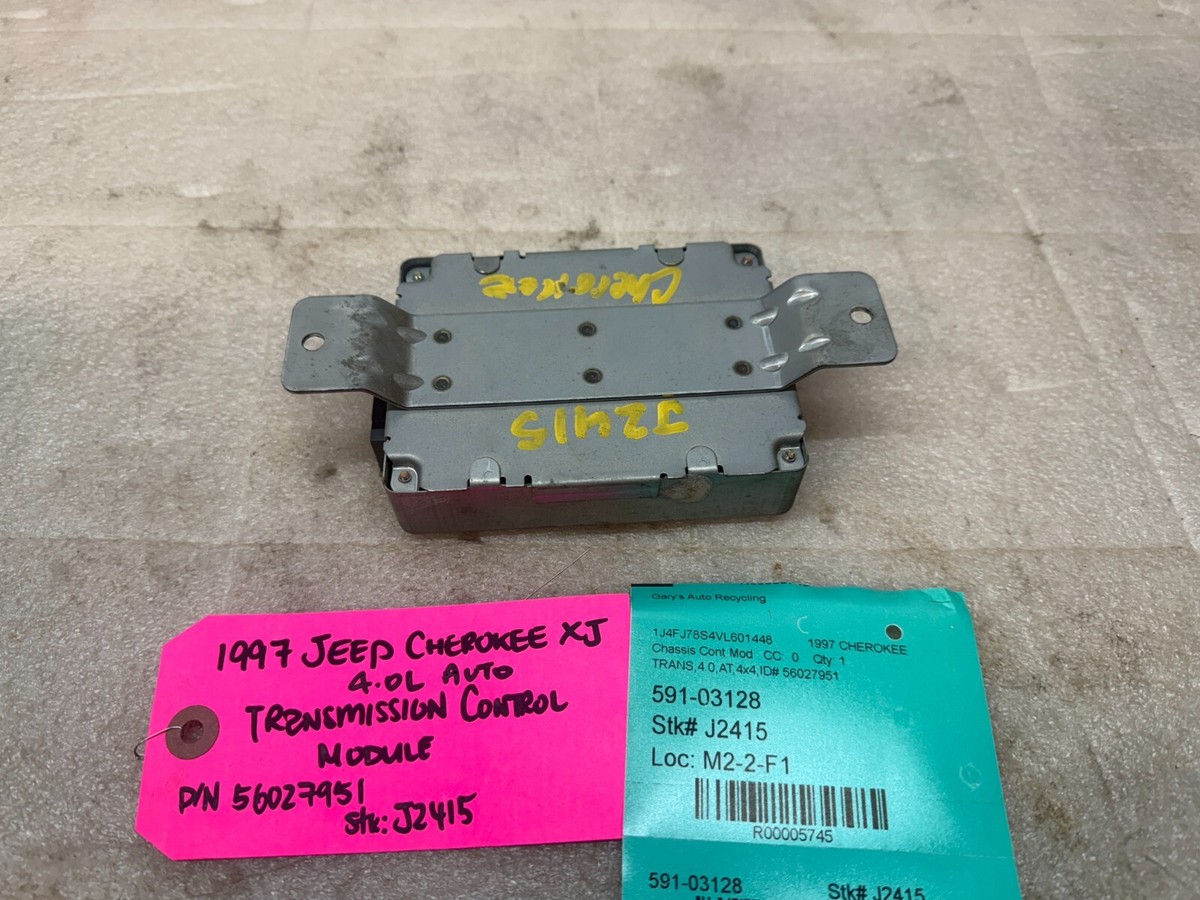 Cherokee
J2415
1997 JEEP CHEROKEE XJ
4.0L AUTO
TRANSMISSION CONTROL
MODULE
P/N 56027951
stk: J2415
Gary's Auto Recycling
1J4FJ78S4VL601448 1997 CHEROKEE
Chassis Cont Mod CC: 0 Qty: 1
TRANS,4.0,AT,4x4,ID# 56027951
591-03128
Stk# J2415
Loc: M2-2-F1
R00005745
591-03128 Stk# J2415